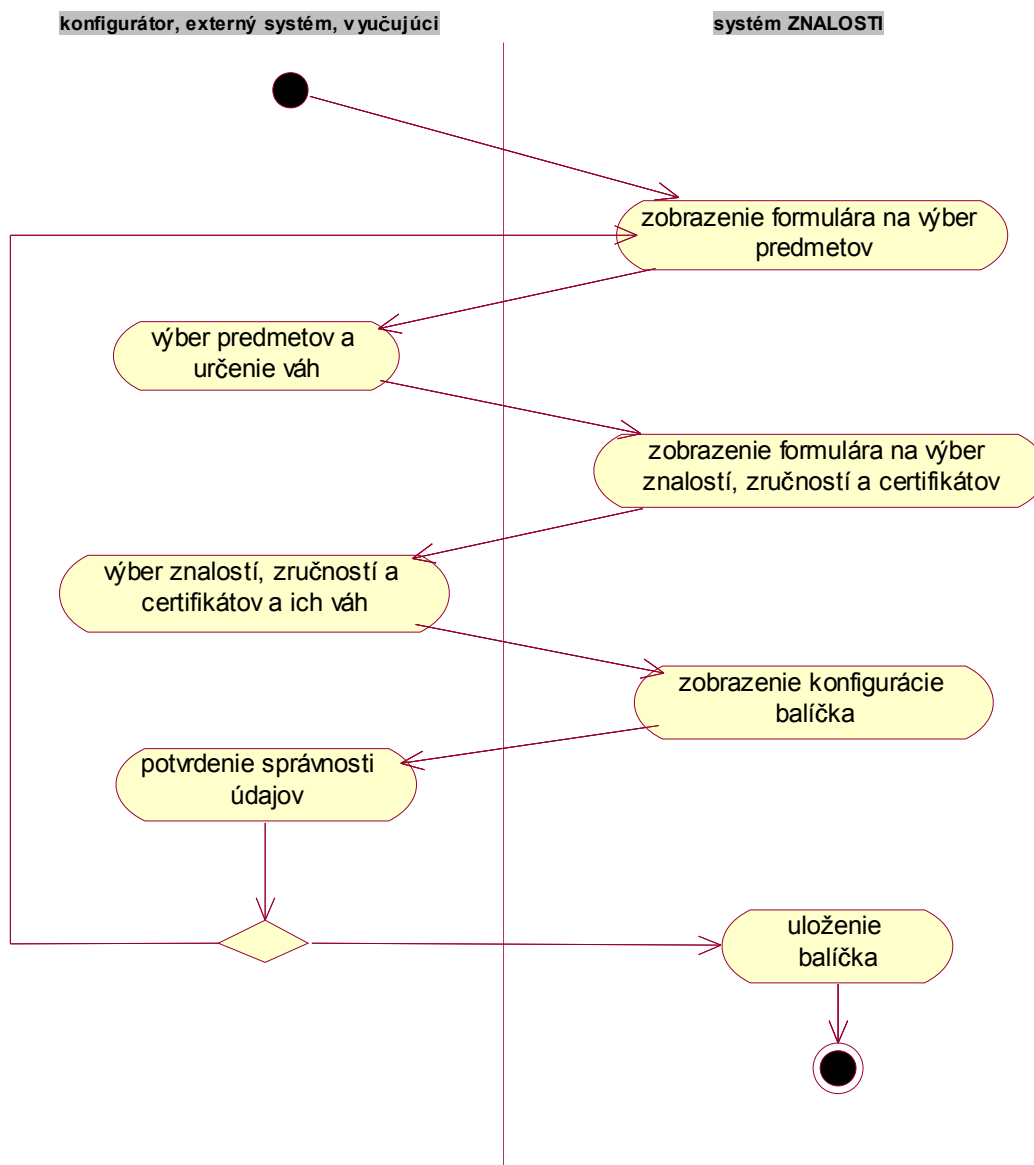 konfigurátor, externý systém, vyučujúci
systém ZNALOSTI
zobrazenie formulára na výber
predmetov
výber predmetov a
určenie váh
zobrazenie formulára na výber
znalostí, zručností a certifikátov
výber znalostí, zručností a
certifikátov a ich váh
zobrazenie konfigurácie
balíčka
potvrdenie správnosti
údajov
uloženie
balíčka